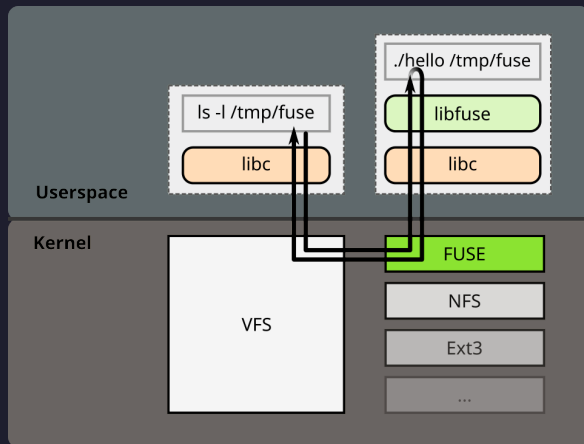 ./hello /tmp/fuse
ls -l /tmp/fuse
libfuse
libc
libc
Userspace
Kernel
FUSE
VFS
NFS
Ext3
...